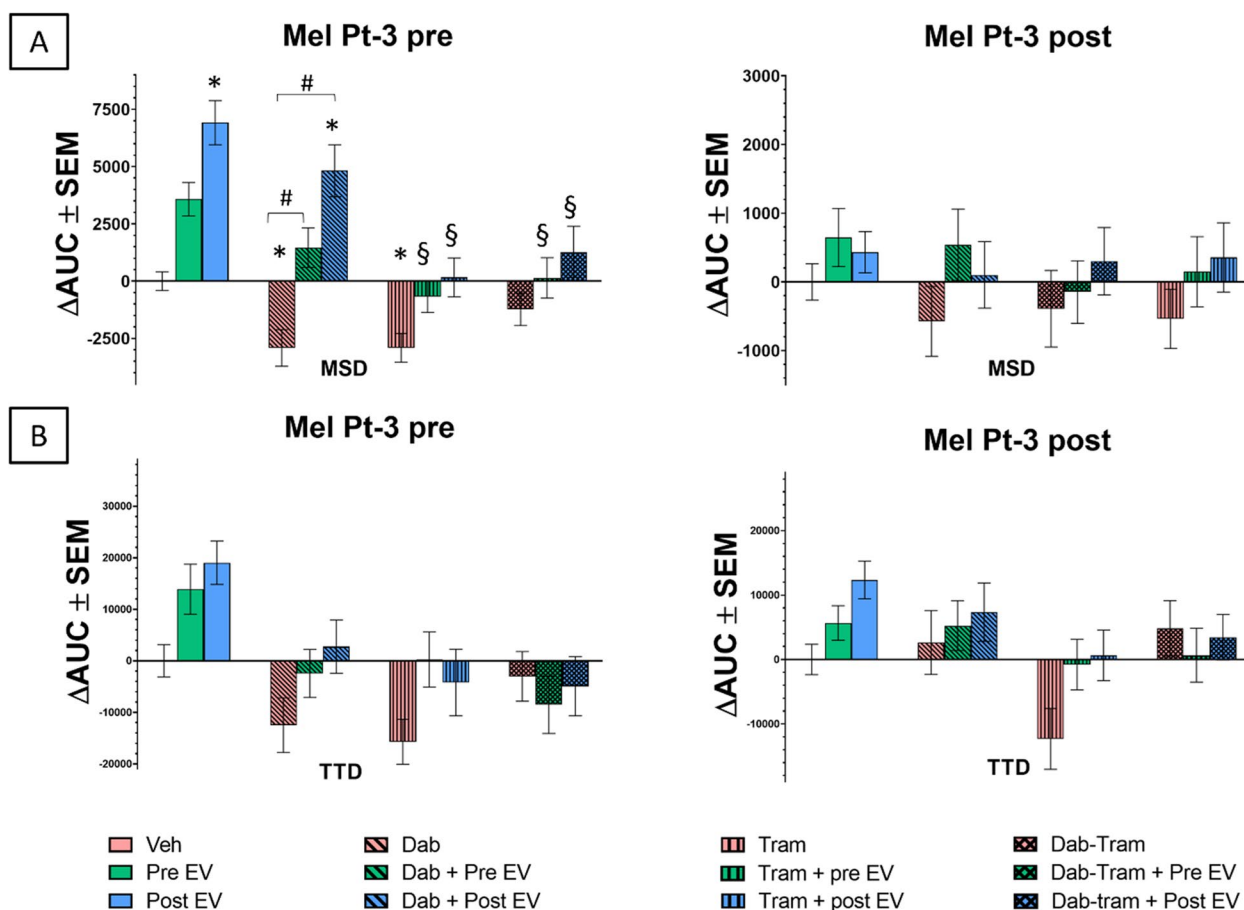 A
Mel Pt-3 pre
ΔAUC ± SEM
7500
5000
2500
0
-2500
*
#
#
*
*
*
§
§
§
§
MSD
Mel Pt-3 post
ΔAUC ± SEM
3000
2000
1000
0
-1000
MSD
B
Mel Pt-3 pre
ΔAUC ± SEM
30000
20000
10000
0
-10000
-20000
TTD
Mel Pt-3 post
ΔAUC ± SEM
20000
10000
0
-10000
TTD
Veh
Pre EV
Post EV
Dab
Dab + Pre EV
Dab + Post EV
Tram
Tram + pre EV
Tram + post EV
Dab-Tram
Dab-Tram + Pre EV
Dab-tram + Post EV